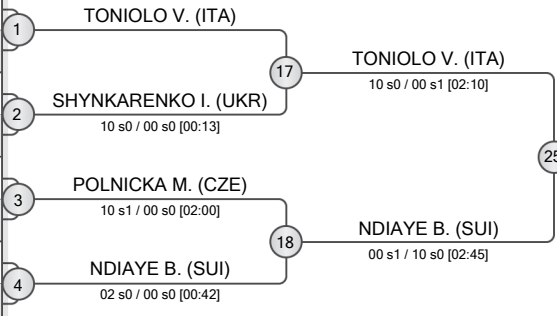 TONIOLO V. (ITA)
1
17
TONIOLO V. (ITA)
10 s0 / 00 s1 [02:10]
SHYNKARENKO I. (UKR)
2
10 s0 / 00 s0 [00:13]
25
POLNICKA M. (CZE)
3
10 s1 / 00 s0 [02:00]
18
NDIAYE B. (SUI)
00 s1 / 10 s0 [02:45]
NDIAYE B. (SUI)
4
02 s0 / 00 s0 [00:42]